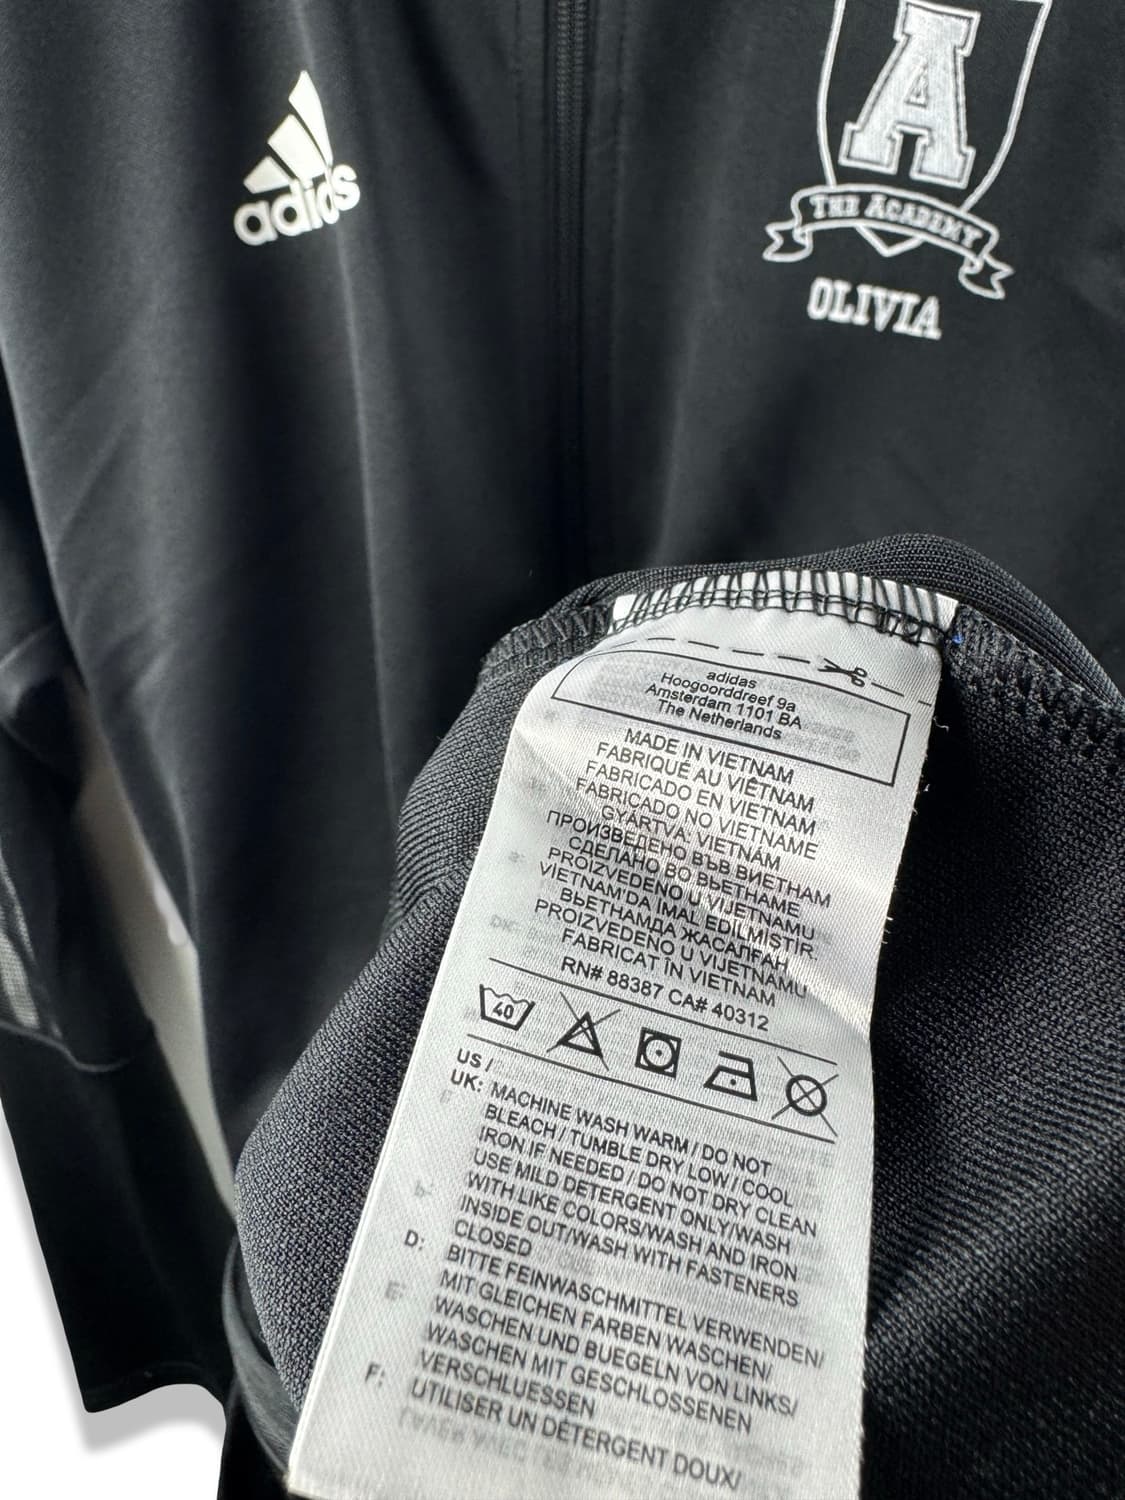 adidas
A
THE ACADEMY
OLIVIA
172
adidas
Hoogoorddreef 9a
Amsterdam 1101 BA
The Netherlands
MADE IN VIETNAM
FABRIQUÉ AU VIÊTNAM
FABRICADO EN VIETNAM
FABRICADO NO VIETNAME
GYÁRTVA: VIETNÁM
ПРОИЗВЕДЕНО ВЪВ ВИЕТНАМ
СДЕЛАНО ВО ВЬЕТНАМЕ
PROIZVEDENO U VIJETNAMU
VIETNAM'DA IMAL EDILMIŞTIR.
ВЬЕТНАМДА ЖАСАЛҒАН
PROIZVEDENO U VIJETNAMU
FABRICAT ÎN VIETNAM
RN# 88387 CA# 40312
40
US / UK: MACHINE WASH WARM / DO NOT
BLEACH / TUMBLE DRY LOW / COOL
IRON IF NEEDED / DO NOT DRY CLEAN
USE MILD DETERGENT ONLY/WASH
WITH LIKE COLORS/WASH AND IRON
INSIDE OUT/WASH WITH FASTENERS
CLOSED
D: BITTE FEINWASCHMITTEL VERWENDEN/
MIT GLEICHEN FARBEN WASCHEN/
WASCHEN UND BUEGELN VON LINKS/
WASCHEN MIT GESCHLOSSENEN
VERSCHLUESSEN
F: UTILISER UN DÉTERGENT DOUX/